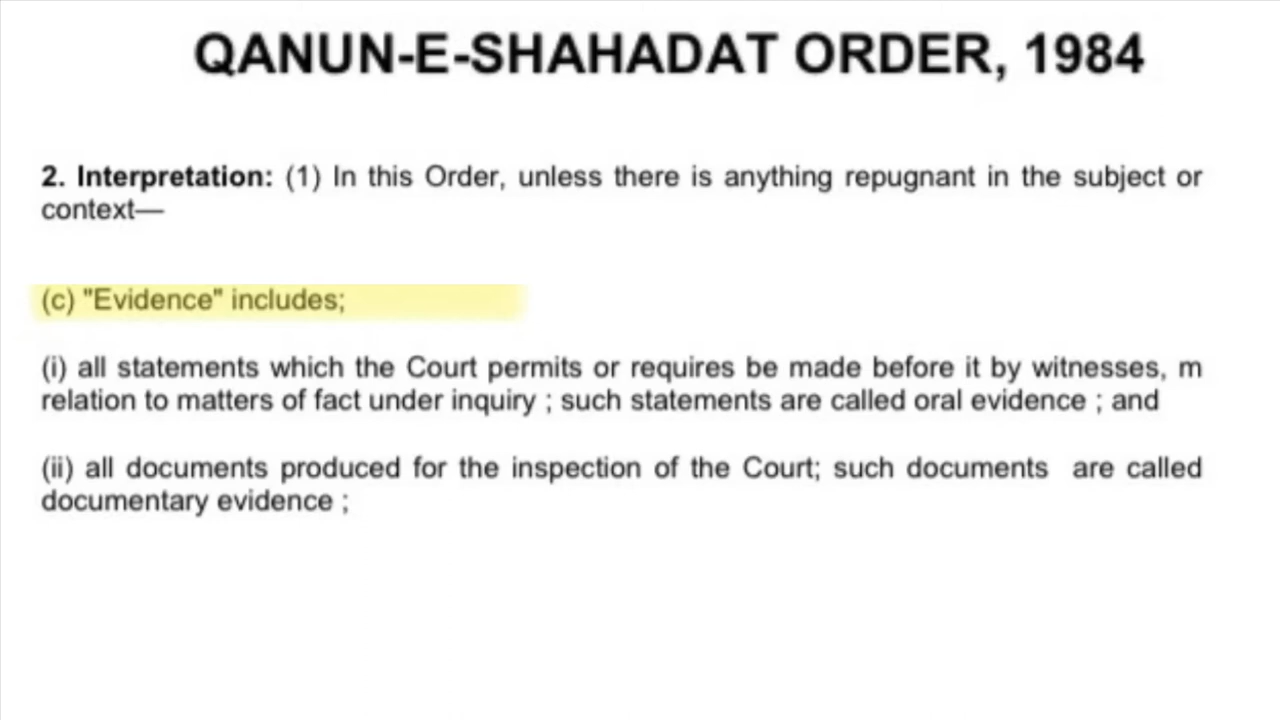 QANUN-E-SHAHADAT ORDER, 1984
2. Interpretation: (1) In this Order, unless there is anything repugnant in the subject or
context—
(c) "Evidence" includes;
(i) all statements which the Court permits or requires be made before it by witnesses, m
relation to matters of fact under inquiry ; such statements are called oral evidence ; and
(ii) all documents produced for the inspection of the Court; such documents are called
documentary evidence ;